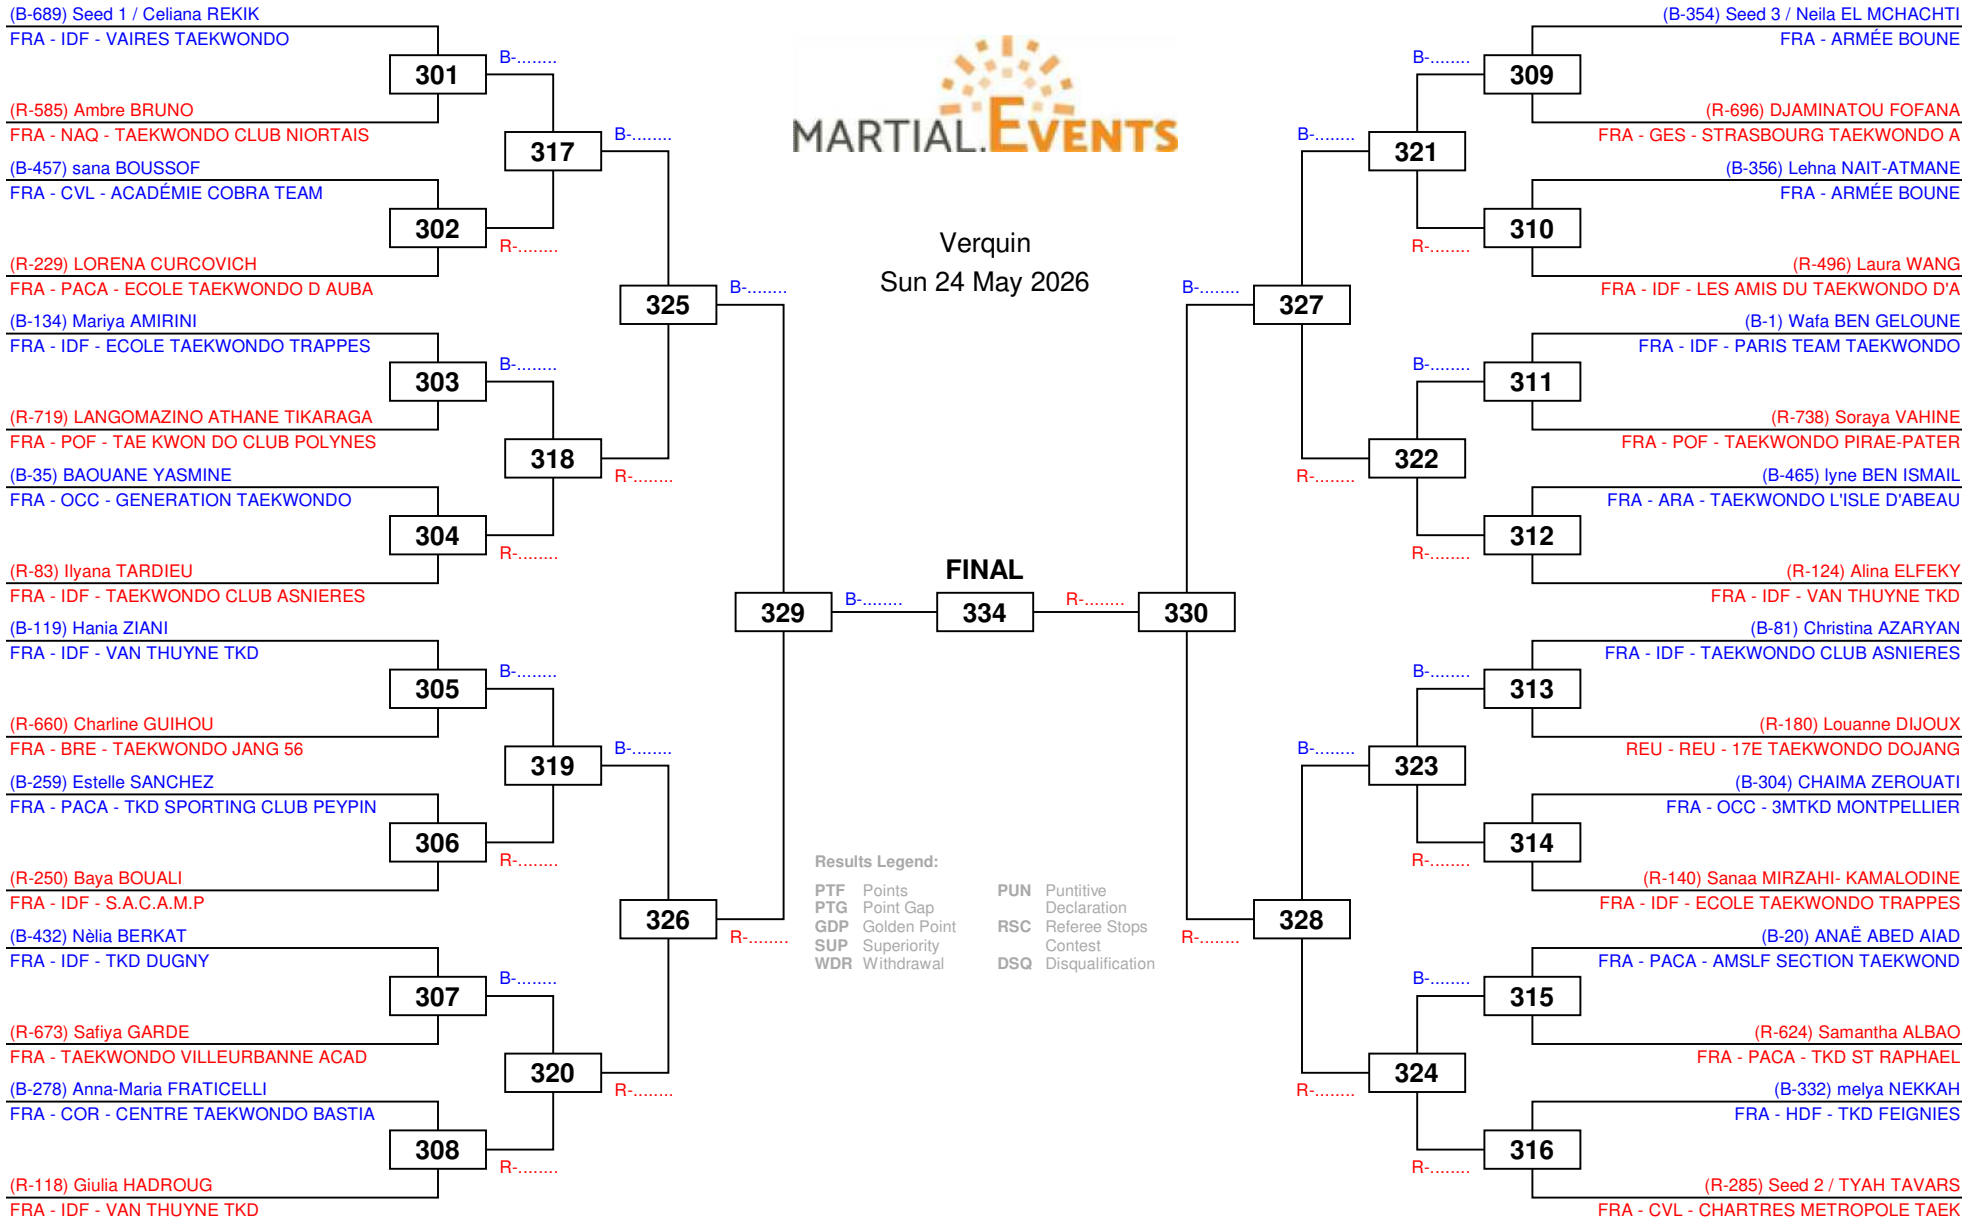 (B-689) Seed 1 / Celiana REKIK
FRA - IDF - VAIRES TAEKWONDO
301
B-........
(R-585) Ambre BRUNO
FRA - NAQ - TAEKWONDO CLUB NIORTAIS
317
B-........
(B-457) sana BOUSSOF
FRA - CVL - ACADÉMIE COBRA TEAM
302
R-........
(R-229) LORENA CURCOVICH
FRA - PACA - ECOLE TAEKWONDO D AUBA
325
B-........
(B-134) Mariya AMIRINI
FRA - IDF - ECOLE TAEKWONDO TRAPPES
303
B-........
(R-719) LANGOMAZINO ATHANE TIKARAGA
FRA - POF - TAE KWON DO CLUB POLYNES
318
R-........
(B-35) BAOUANE YASMINE
FRA - OCC - GENERATION TAEKWONDO
304
R-........
(R-83) Ilyana TARDIEU
FRA - IDF - TAEKWONDO CLUB ASNIERES
329
B-........
(B-119) Hania ZIANI
FRA - IDF - VAN THUYNE TKD
305
B-........
(R-660) Charline GUIHOU
FRA - BRE - TAEKWONDO JANG 56
319
B-........
(B-259) Estelle SANCHEZ
FRA - PACA - TKD SPORTING CLUB PEYPIN
306
R-........
(R-250) Baya BOUALI
FRA - IDF - S.A.C.A.M.P
326
R-........
(B-432) Nèlia BERKAT
FRA - IDF - TKD DUGNY
307
B-........
(R-673) Safiya GARDE
FRA - TAEKWONDO VILLEURBANNE ACAD
320
R-........
(B-278) Anna-Maria FRATICELLI
FRA - COR - CENTRE TAEKWONDO BASTIA
308
R-........
(R-118) Giulia HADROUG
FRA - IDF - VAN THUYNE TKD
MARTIAL.EVENTS
Verquin
Sun 24 May 2026
FINAL
334
Results Legend:
PTF Points
PTG Point Gap
GDP Golden Point
SUP Superiority
WDR Withdrawal
PUN Puntitive
Declaration
RSC Referee Stops
Contest
DSQ Disqualification
(B-354) Seed 3 / Neila EL MCHACHTI
FRA - ARMÉE BOUNE
B-........
309
(R-696) DJAMINATOU FOFANA
FRA - GES - STRASBOURG TAEKWONDO A
B-........
321
(B-356) Lehna NAIT-ATMANE
FRA - ARMÉE BOUNE
R-........
310
(R-496) Laura WANG
FRA - IDF - LES AMIS DU TAEKWONDO D'A
B-........
327
(B-1) Wafa BEN GELOUNE
FRA - IDF - PARIS TEAM TAEKWONDO
B-........
311
(R-738) Soraya VAHINE
FRA - POF - TAEKWONDO PIRAE-PATER
R-........
322
(B-465) lyne BEN ISMAIL
FRA - ARA - TAEKWONDO L'ISLE D'ABEAU
R-........
312
(R-124) Alina ELFEKY
FRA - IDF - VAN THUYNE TKD
R-........
330
(B-81) Christina AZARYAN
FRA - IDF - TAEKWONDO CLUB ASNIERES
B-........
313
(R-180) Louanne DIJOUX
REU - REU - 17E TAEKWONDO DOJANG
B-........
323
(B-304) CHAIMA ZEROUATI
FRA - OCC - 3MTKD MONTPELLIER
R-........
314
(R-140) Sanaa MIRZAHI- KAMALODINE
FRA - IDF - ECOLE TAEKWONDO TRAPPES
R-........
328
(B-20) ANAË ABED AIAD
FRA - PACA - AMSLF SECTION TAEKWOND
B-........
315
(R-624) Samantha ALBAO
FRA - PACA - TKD ST RAPHAEL
R-........
324
(B-332) melya NEKKAH
FRA - HDF - TKD FEIGNIES
R-........
316
(R-285) Seed 2 / TYAH TAVARS
FRA - CVL - CHARTRES METROPOLE TAEK